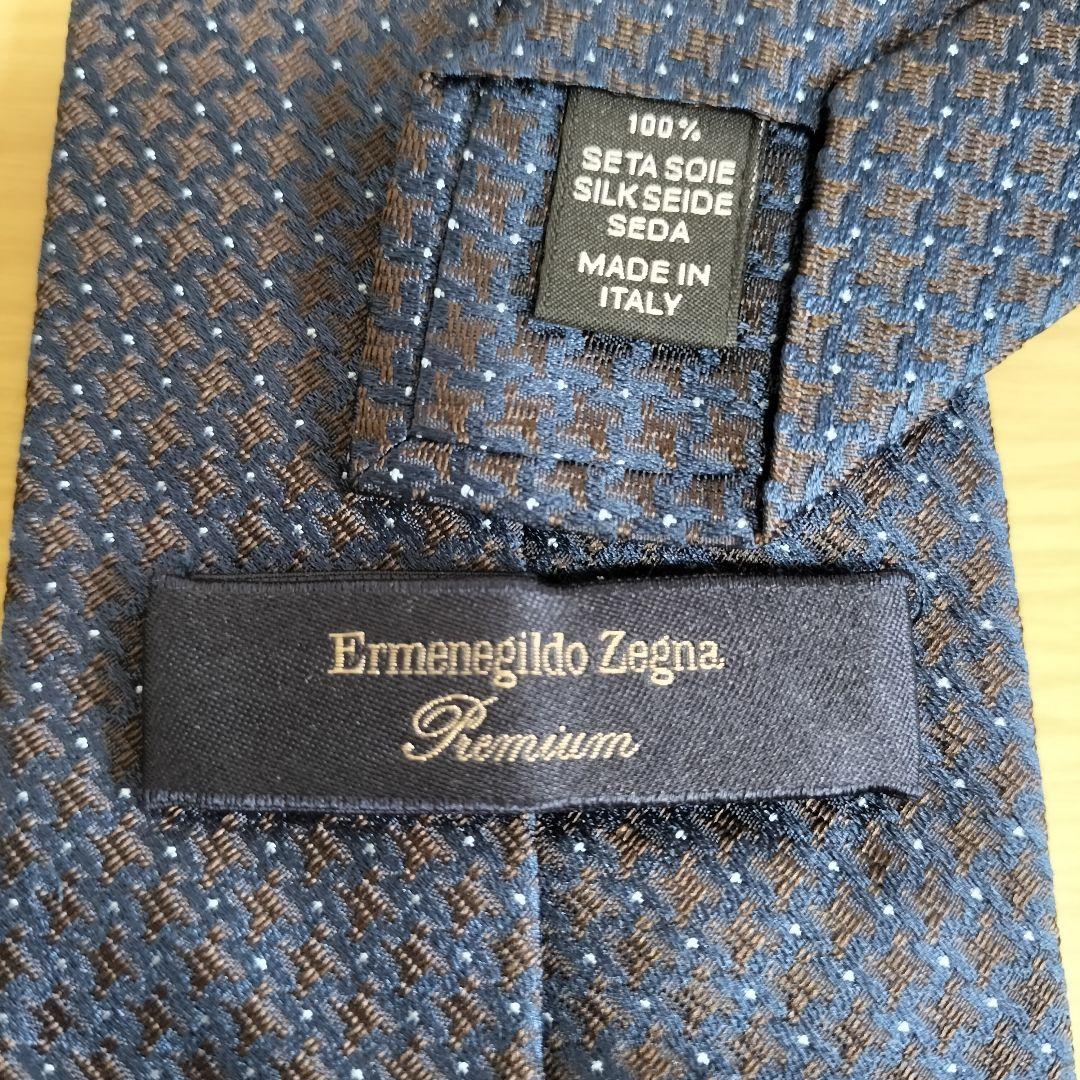 100%
SETA SOIE
SILK SEIDE
SEDA
MADE IN
ITALY
Ermenegildo Zegna
Premium